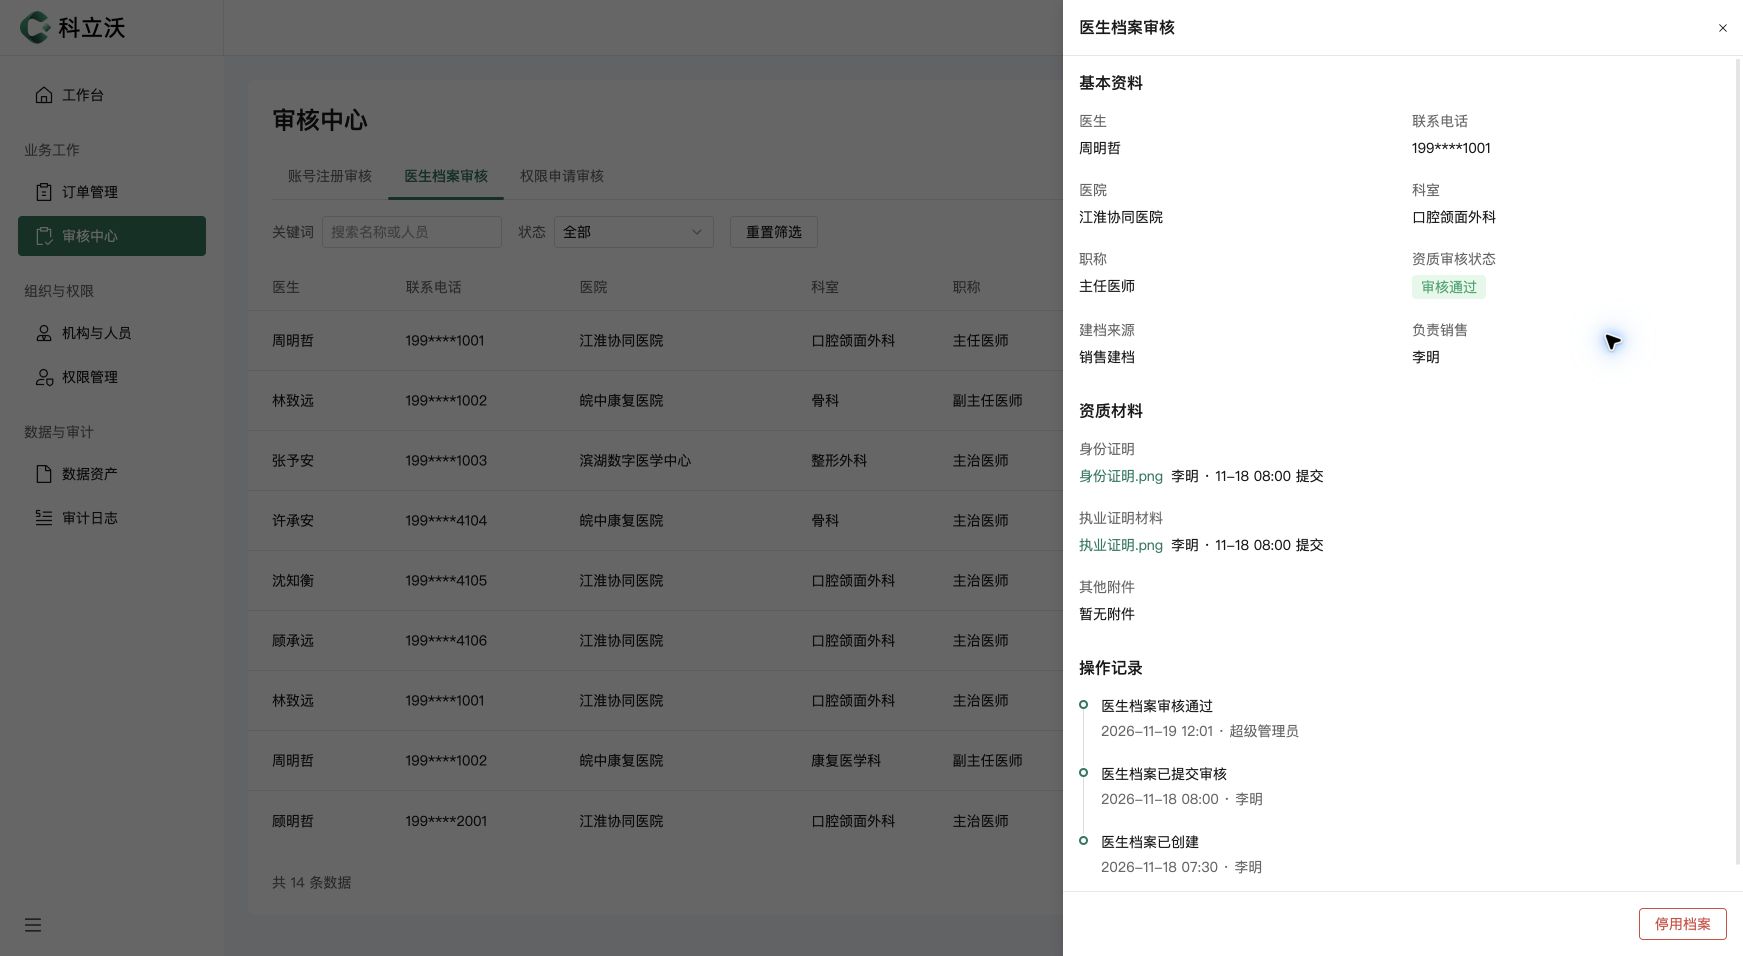 科立沃
工作台
业务工作
订单管理
审核中心
组织与权限
机构与人员
权限管理
数据与审计
数据资产
审计日志
审核中心
账号注册审核 医生档案审核 权限申请审核
关键词 搜索名称或人员 状态 全部 重置筛选
医生 联系电话 医院 科室 职称
周明哲 199****1001 江淮协同医院 口腔颌面外科 主任医师
林致远 199****1002 皖中康复医院 骨科 副主任医师
张予安 199****1003 滨湖数字医学中心 整形外科 主治医师
许承安 199****4104 皖中康复医院 骨科 主治医师
沈知衡 199****4105 江淮协同医院 口腔颌面外科 主治医师
顾承远 199****4106 江淮协同医院 口腔颌面外科 主治医师
林致远 199****1001 江淮协同医院 口腔颌面外科 主治医师
周明哲 199****1002 皖中康复医院 康复医学科 副主任医师
顾明哲 199****2001 江淮协同医院 口腔颌面外科 主治医师
共 14 条数据
医生档案审核
基本资料
医生 联系电话
周明哲 199****1001
医院 科室
江淮协同医院 口腔颌面外科
职称 资质审核状态
主任医师 审核通过
建档来源 负责销售
销售建档 李明
资质材料
身份证明
身份证明.png 李明 · 11-18 08:00 提交
执业证明材料
执业证明.png 李明 · 11-18 08:00 提交
其他附件
暂无附件
操作记录
医生档案审核通过
2026-11-19 12:01 · 超级管理员
医生档案已提交审核
2026-11-18 08:00 · 李明
医生档案已创建
2026-11-18 07:30 · 李明
停用档案